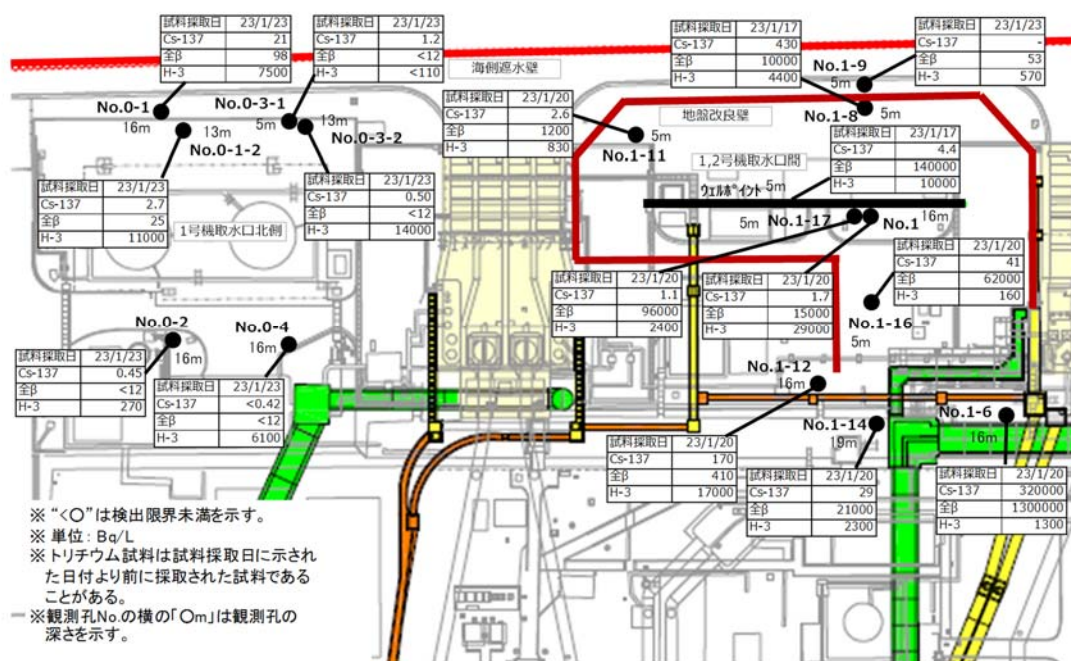 試料採取日 23/1/23
Cs-137 21
全β 98
H-3 7500
試料採取日 23/1/23
Cs-137 1.2
全β <12
H-3 <110
海側遮水壁
試料採取日 23/1/17
Cs-137 430
全β 10000
H-3 4400
試料採取日 23/1/23
Cs-137 -
全β 53
H-3 570
No.0-1
16m
No.0-3-1
5m
13m
No.0-3-2
13m
No.0-1-2
試料採取日 23/1/20
Cs-137 2.6
全β 1200
H-3 830
5m
No.1-11
地盤改良壁
No.1-9
5m
No.1-8
5m
1,2号機取水口間
試料採取日 23/1/17
Cs-137 4.4
全β 140000
H-3 10000
ウェルポイント 5m
試料採取日 23/1/23
Cs-137 2.7
全β 25
H-3 11000
1号機取水口北側
試料採取日 23/1/23
Cs-137 0.50
全β <12
H-3 14000
5m
No.1-17
No.1
16m
試料採取日 23/1/20
Cs-137 1.1
全β 96000
H-3 2400
試料採取日 23/1/20
Cs-137 1.7
全β 15000
H-3 29000
試料採取日 23/1/20
Cs-137 41
全β 62000
H-3 160
No.1-16
5m
No.0-2
16m
No.0-4
16m
試料採取日 23/1/23
Cs-137 0.45
全β <12
H-3 270
試料採取日 23/1/23
Cs-137 <0.42
全β <12
H-3 6100
No.1-12
16m
No.1-14
19m
No.1-6
16m
試料採取日 23/1/20
Cs-137 170
全β 410
H-3 17000
試料採取日 23/1/20
Cs-137 29
全β 21000
H-3 2300
試料採取日 23/1/20
Cs-137 320000
全β 1300000
H-3 1300
※ “<〇”は検出限界未満を示す。
※ 単位: Bq/L
※ トリチウム試料は試料採取日に示され
た日付より前に採取された試料である
ことがある。
※観測孔No.の横の「〇m」は観測孔の
深さを示す。